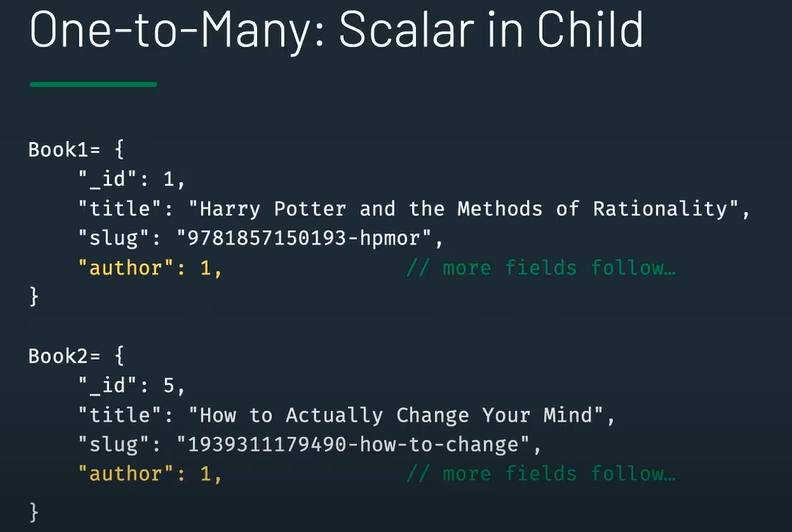 One-to-Many: Scalar in Child
Book1= {
"_id": 1,
"title": "Harry Potter and the Methods of Rationality",
"slug": "9781857150193-hpmor",
"author": 1, // more fields follow…
}
Book2= {
"_id": 5,
"title": "How to Actually Change Your Mind",
"slug": "1939311179490-how-to-change",
"author": 1, // more fields follow…
}